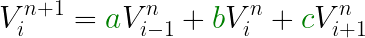 $V_i^{n+1} = aV_{i-1}^n + bV_i^n + cV_{i+1}^n$